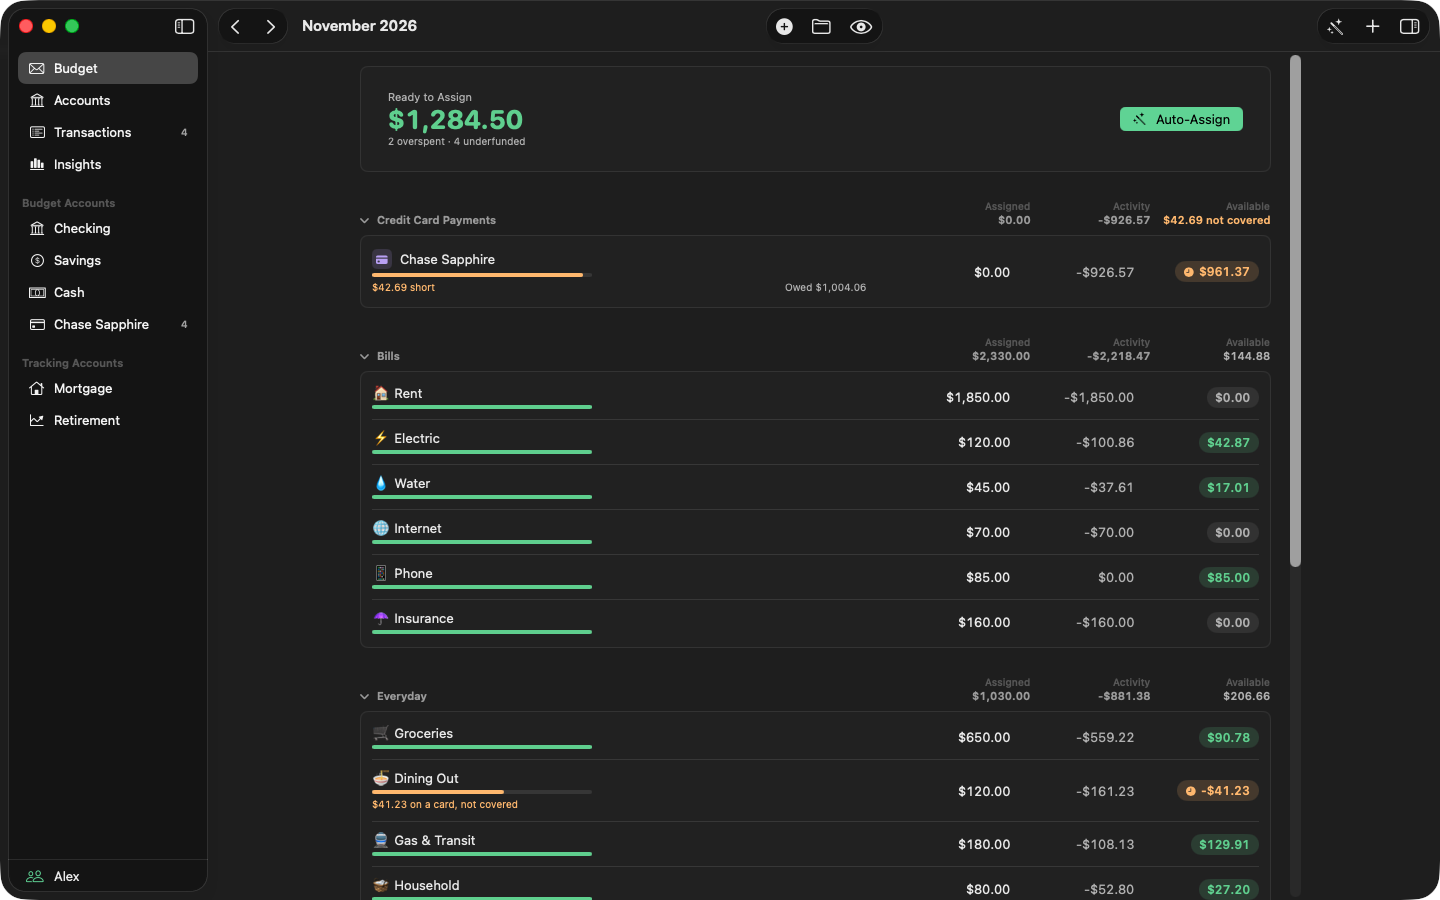 November 2026
Budget
Accounts
Transactions 4
Insights
Budget Accounts
Checking
Savings
Cash
Chase Sapphire 4
Tracking Accounts
Mortgage
Retirement
Alex
Ready to Assign
$1,284.50
2 overspent · 4 underfunded
Auto-Assign
Assigned Activity Available
Credit Card Payments $0.00 -$926.57 $42.69 not covered
Chase Sapphire $0.00 -$926.57 $961.37
$42.69 short Owed $1,004.06
Assigned Activity Available
Bills $2,330.00 -$2,218.47 $144.88
Rent $1,850.00 -$1,850.00 $0.00
Electric $120.00 -$100.86 $42.87
Water $45.00 -$37.61 $17.01
Internet $70.00 -$70.00 $0.00
Phone $85.00 $0.00 $85.00
Insurance $160.00 -$160.00 $0.00
Assigned Activity Available
Everyday $1,030.00 -$881.38 $206.66
Groceries $650.00 -$559.22 $90.78
Dining Out $120.00 -$161.23 -$41.23
$41.23 on a card, not covered
Gas & Transit $180.00 -$108.13 $129.91
Household $80.00 -$52.80 $27.20